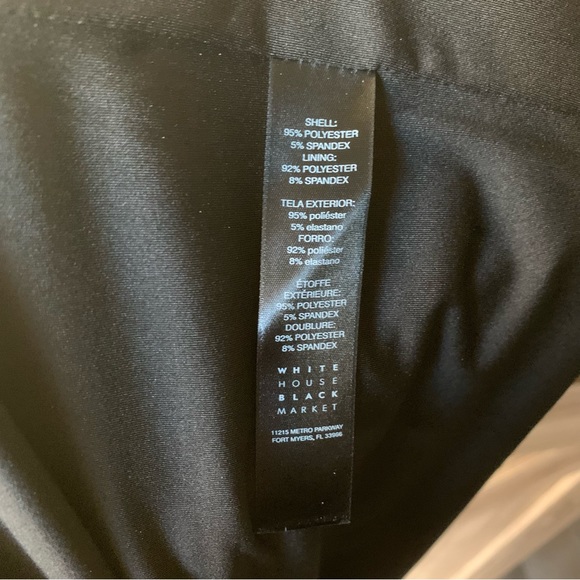 SHELL:
95% POLYESTER
5% SPANDEX
LINING:
92% POLYESTER
8% SPANDEX
TELA EXTERIOR:
95% poliéster
5% elastano
FORRO:
92% poliéster
8% elastano
ÉTOFFE
EXTÉRIEURE:
95% POLYESTER
5% SPANDEX
DOUBLURE:
92% POLYESTER
8% SPANDEX
WHITE
HOUSE
BLACK
MARKET
11215 METRO PARKWAY
FORT MYERS, FL 33966